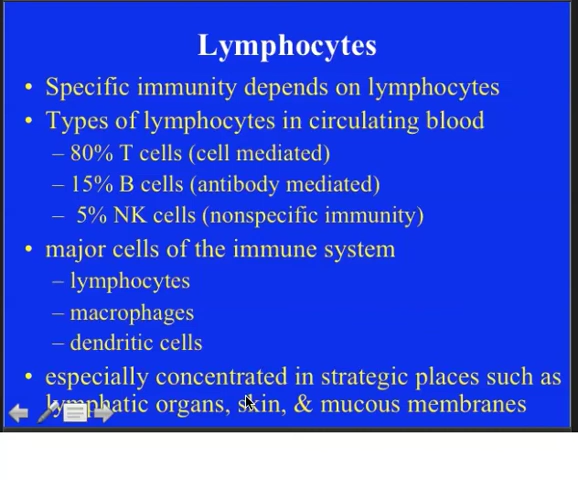 Lymphocytes
• Specific immunity depends on lymphocytes
• Types of lymphocytes in circulating blood
– 80% T cells (cell mediated)
– 15% B cells (antibody mediated)
– 5% NK cells (nonspecific immunity)
• major cells of the immune system
– lymphocytes
– macrophages
– dendritic cells
• especially concentrated in strategic places such as
lymphatic organs, skin, & mucous membranes